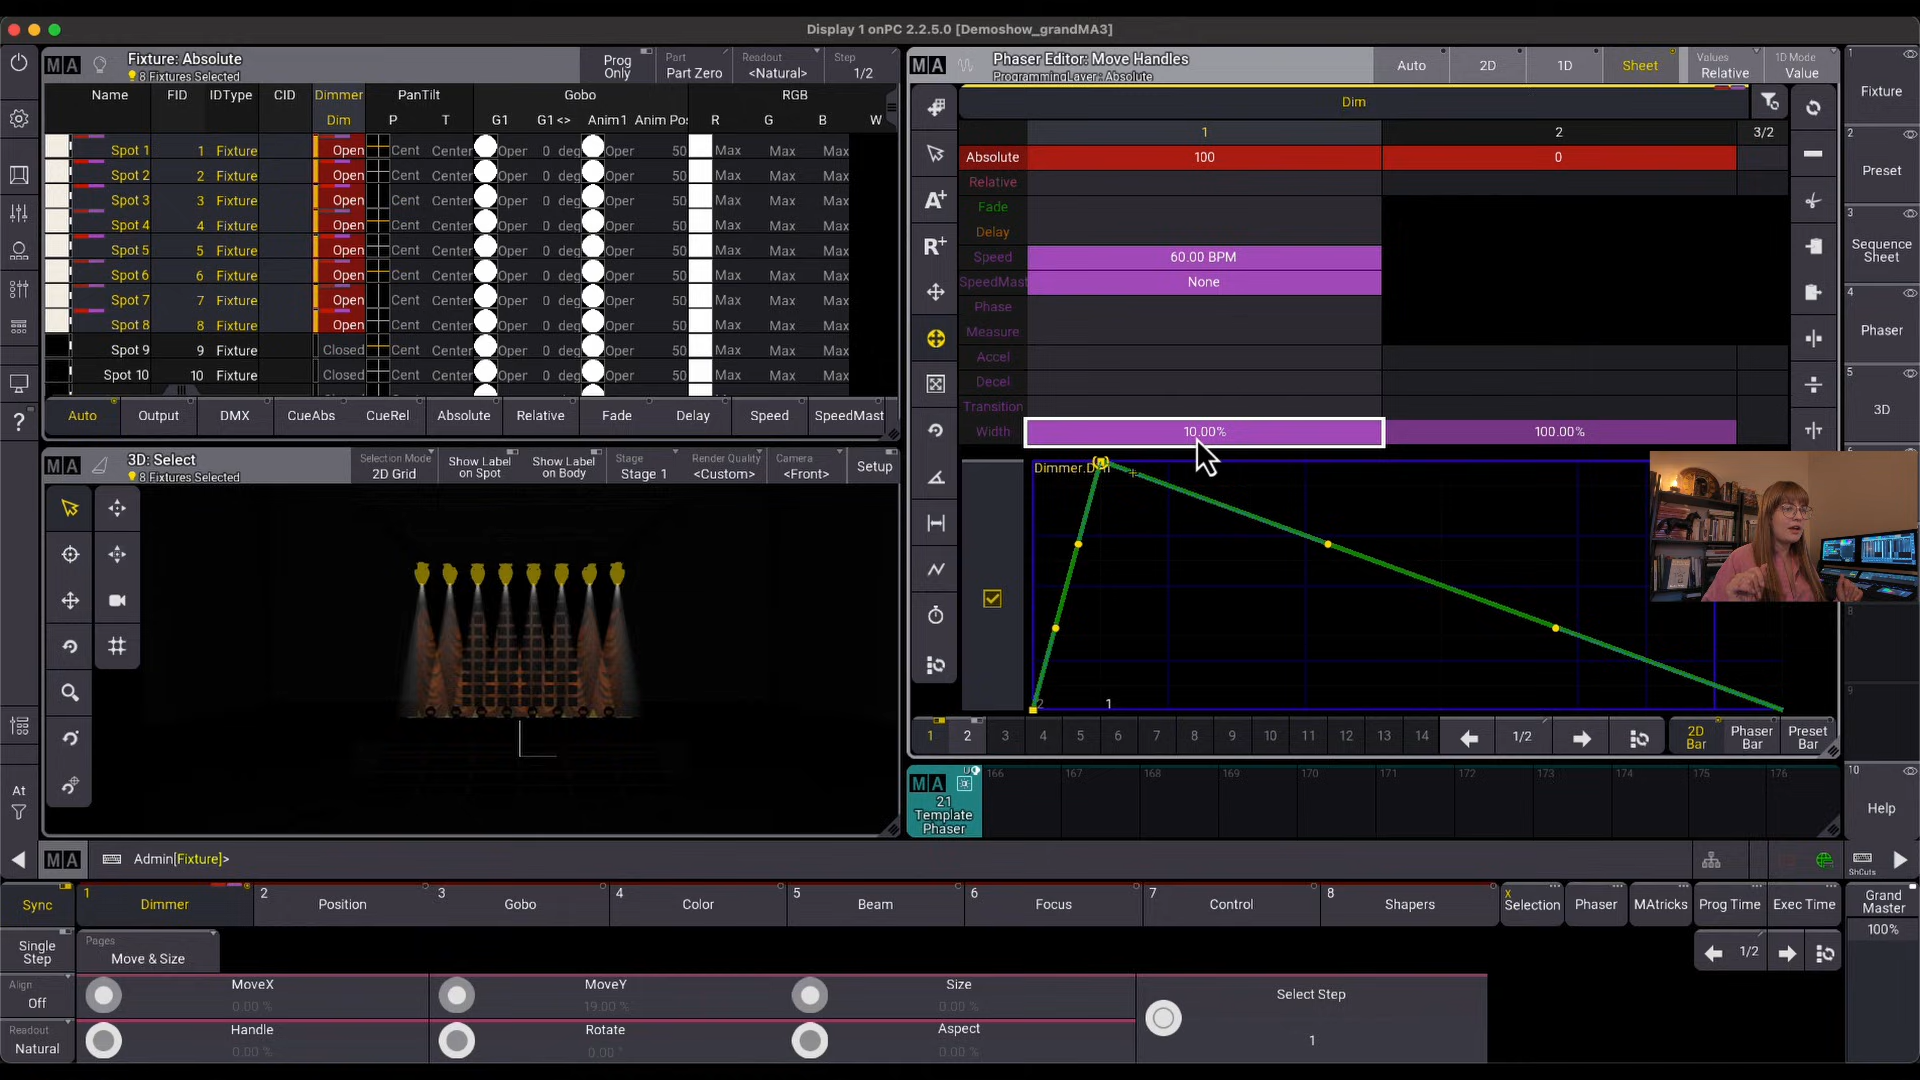 Display 1 onPC 2.2.5.0 [Demoshow_grandMA3]
MA Fixture: Absolute
8 Fixtures Selected
Prog Only
Part
Part Zero
Readout
<Natural>
Step
1/2
Name FID IDType CID Dimmer PanTilt Gobo RGB
Dim P T G1 G1 <> Anim1 Anim Pos R G B W
Spot 1 1 Fixture Open Cent Center Oper 0 deg Oper 50 Max Max Max
Spot 2 2 Fixture Open Cent Center Oper 0 deg Oper 50 Max Max Max
Spot 3 3 Fixture Open Cent Center Oper 0 deg Oper 50 Max Max Max
Spot 4 4 Fixture Open Cent Center Oper 0 deg Oper 50 Max Max Max
Spot 5 5 Fixture Open Cent Center Oper 0 deg Oper 50 Max Max Max
Spot 6 6 Fixture Open Cent Center Oper 0 deg Oper 50 Max Max Max
Spot 7 7 Fixture Open Cent Center Oper 0 deg Oper 50 Max Max Max
Spot 8 8 Fixture Open Cent Center Oper 0 deg Oper 50 Max Max Max
Spot 9 9 Fixture Closed Cent Center Oper 0 deg Oper 50 Max Max Max
Spot 10 10 Fixture Closed Cent Center Oper 0 deg Oper 50 Max Max Max
Auto Output DMX CueAbs CueRel Absolute Relative Fade Delay Speed SpeedMast
MA 3D: Select
8 Fixtures Selected
Selection Mode
2D Grid
Show Label on Spot
Show Label on Body
Stage
Stage 1
Render Quality
<Custom>
Camera
<Front>
Setup
MA Phaser Editor: Move Handles
ProgrammingLayer: Absolute
Auto 2D 1D Sheet
Values
Relative
1D Mode
Value
Dim
1 2 3/2
Absolute 100 0
Relative
Fade
Delay
Speed 60.00 BPM
SpeedMast None
Phase
Measure
Accel
Decel
Transition
Width 10.00% 100.00%
A+
R+
2 1
1 2 3 4 5 6 7 8 9 10 11 12 13 14 1/2
2D Bar
Phaser Bar
Preset Bar
MA
21
Template
Phaser
166 167 168 169 170 171 172 173 174 175 176
1
Fixture
2
Preset
3
Sequence Sheet
4
Phaser
5
3D
8
9
10
Help
At
?
MA Admin[Fixture]>
ShCuts
Sync
1 Dimmer
2 Position
3 Gobo
4 Color
5 Beam
6 Focus
7 Control
8 Shapers
X
Selection
Phaser
MAtricks
Prog Time
Exec Time
Grand Master
100%
Single Step
Pages
Move & Size
1/2
Align
Off
MoveX
0.00 %
MoveY
19.00 %
Size
0.00 %
Select Step
1
Readout
Natural
Handle
0.00 %
Rotate
0.00 °
Aspect
0.00 %